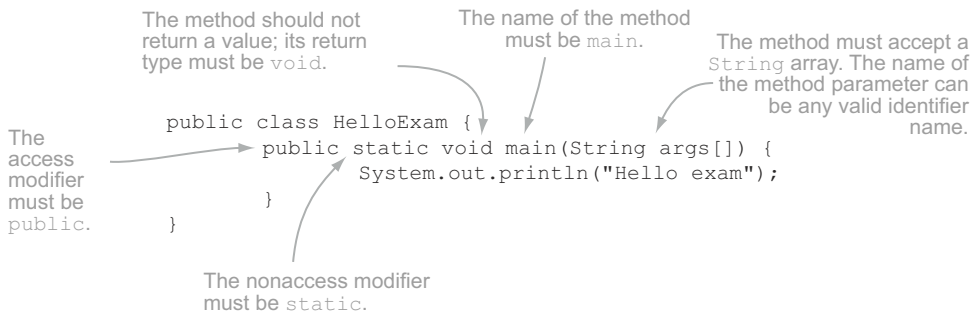 The method should not
return a value; its return
type must be void.
The name of the method
must be main.
The method must accept a
String array. The name of
the method parameter can
be any valid identifier
name.
The
access
modifier
must be
public.
public class HelloExam {
public static void main(String args[]) {
System.out.println("Hello exam");
}
}
The nonaccess modifier
must be static.